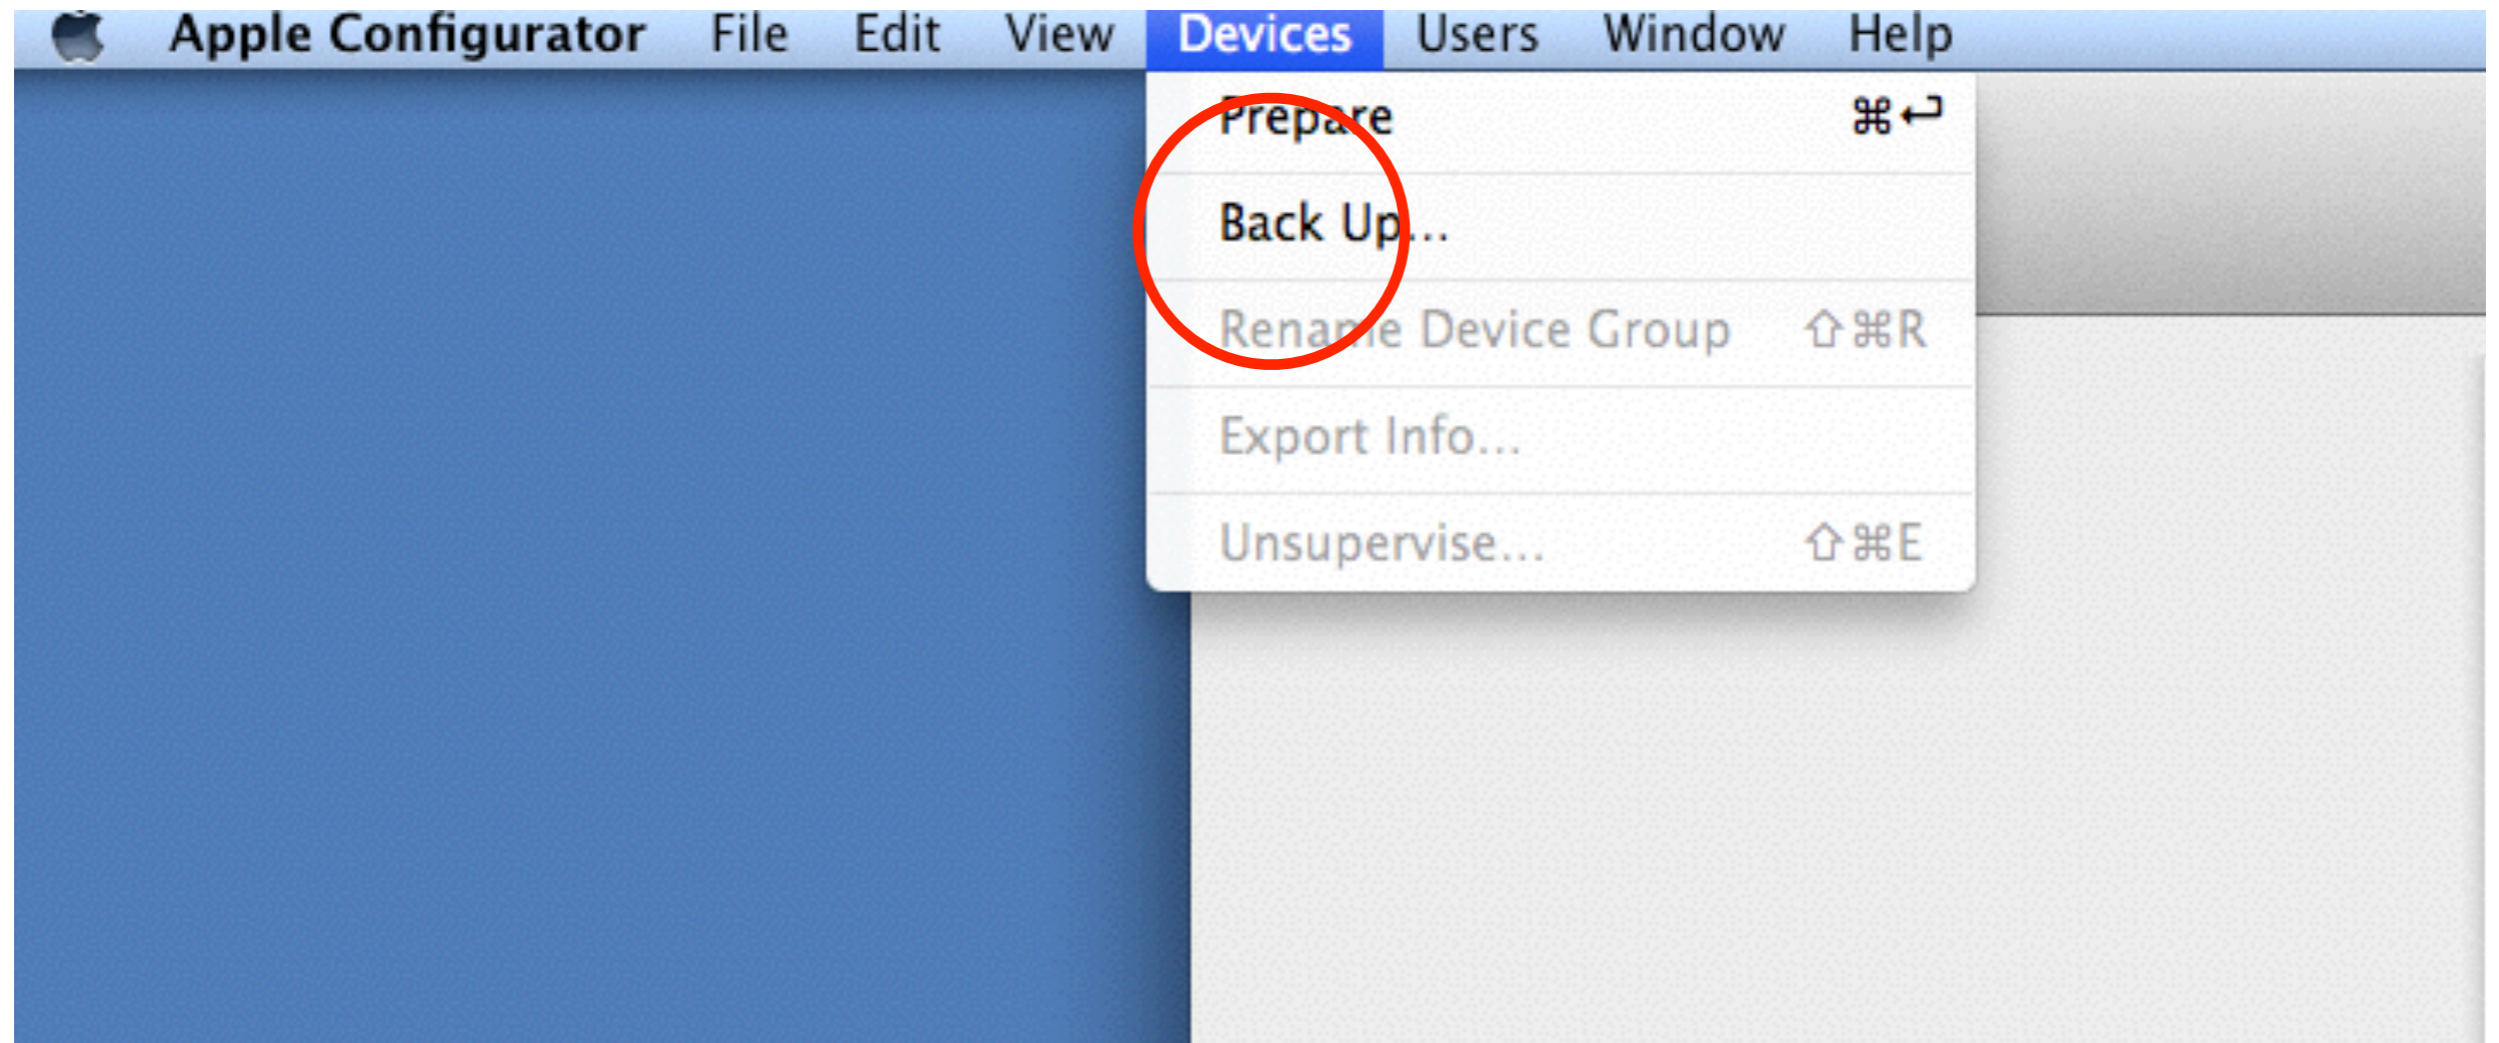 Apple Configurator File Edit View Devices Users Window Help
Prepare ⌘↩
Back Up...
Rename Device Group ⇧⌘R
Export Info...
Unsupervise... ⇧⌘E